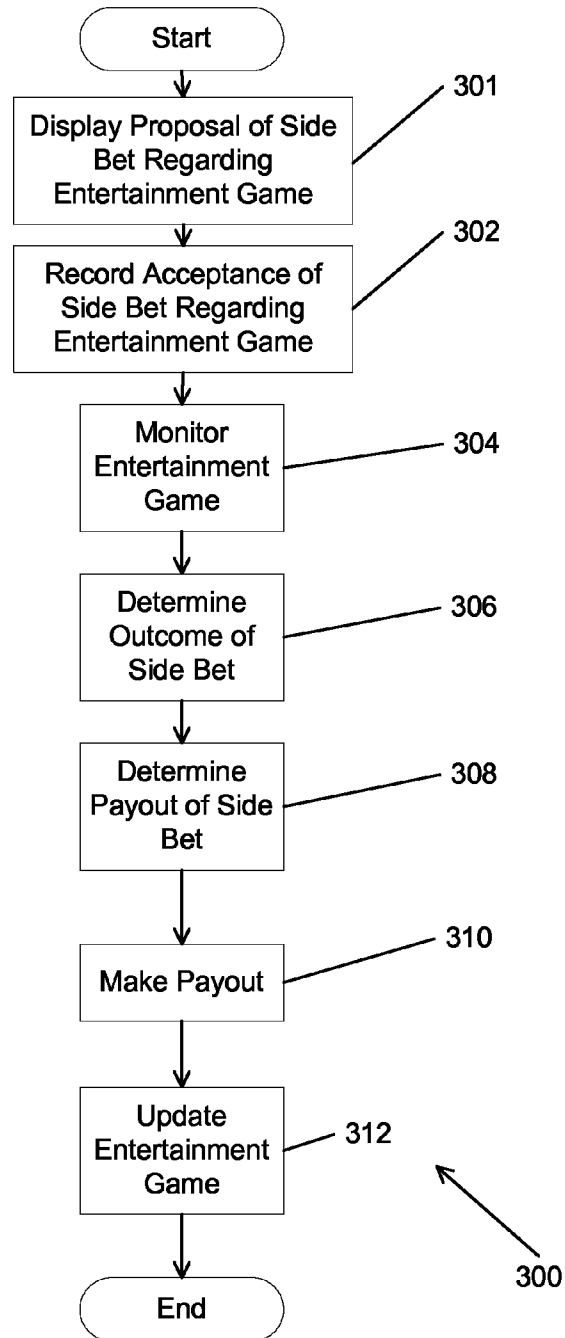 Start
301
Display Proposal of Side
Bet Regarding
Entertainment Game
302
Record Acceptance of
Side Bet Regarding
Entertainment Game
Monitor
Entertainment
Game
304
Determine
Outcome of
Side Bet
306
Determine
Payout of Side
Bet
308
Make Payout
310
Update
Entertainment
Game
312
300
End